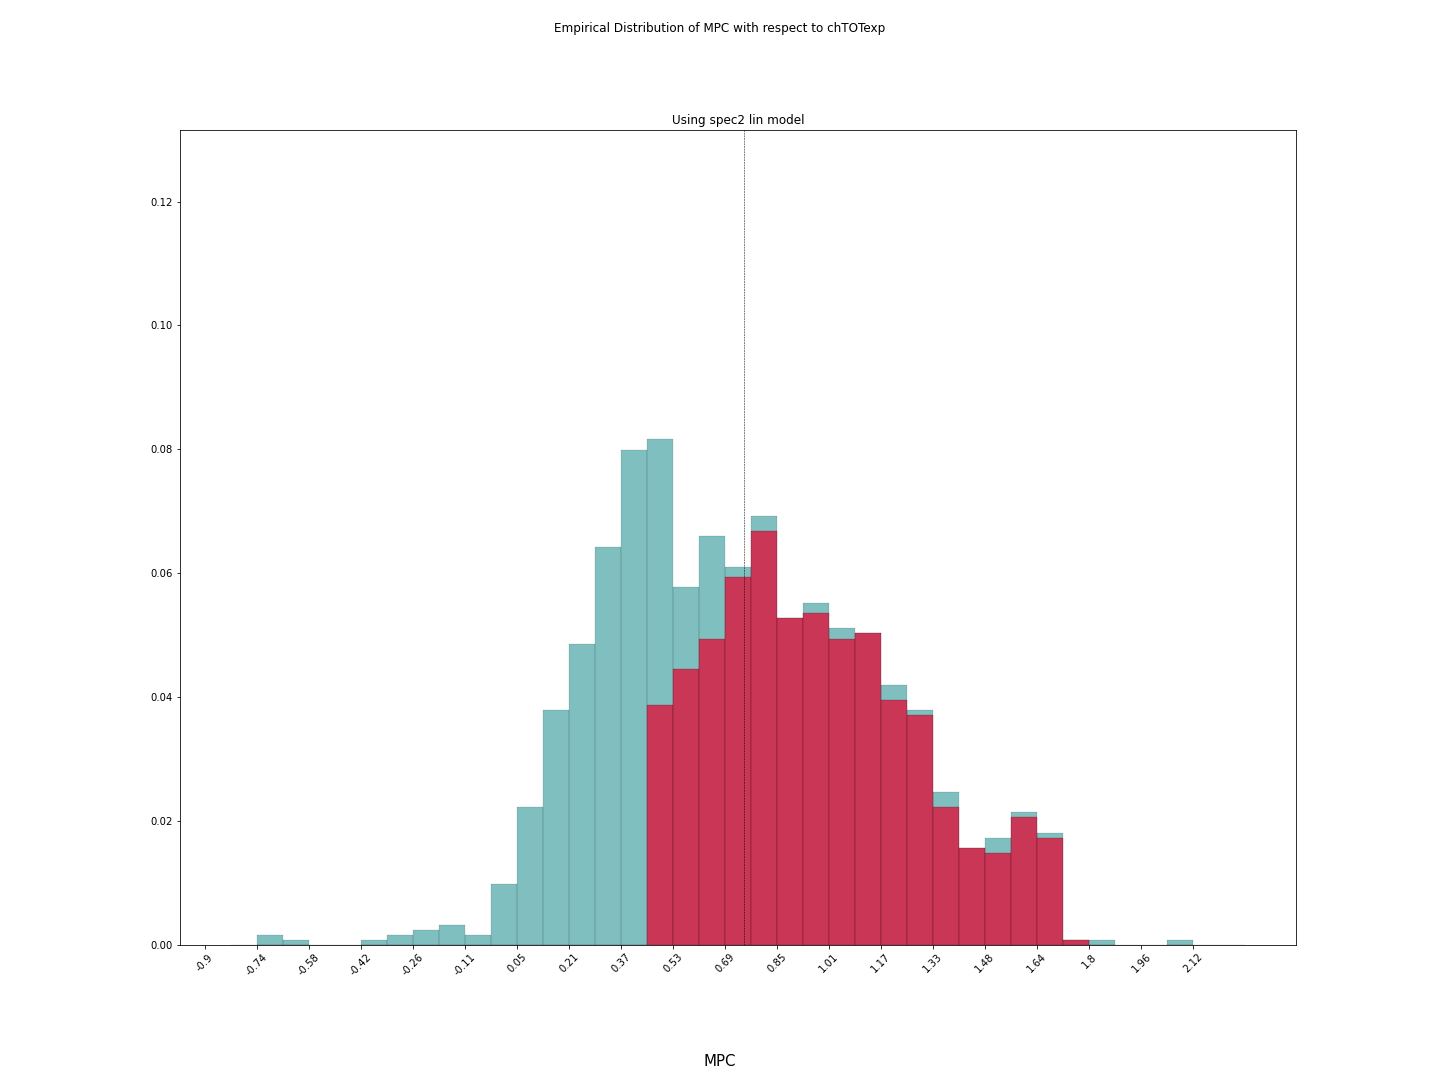 Empirical Distribution of MPC with respect to chTOTexp
Using spec2 lin model
0.12
0.10
0.08
0.06
0.04
0.02
0.00
-0.9 -0.74 -0.58 -0.42 -0.26 -0.11 0.05 0.21 0.37 0.53 0.69 0.85 1.01 1.17 1.33 1.48 1.64 1.8 1.96 2.12
MPC